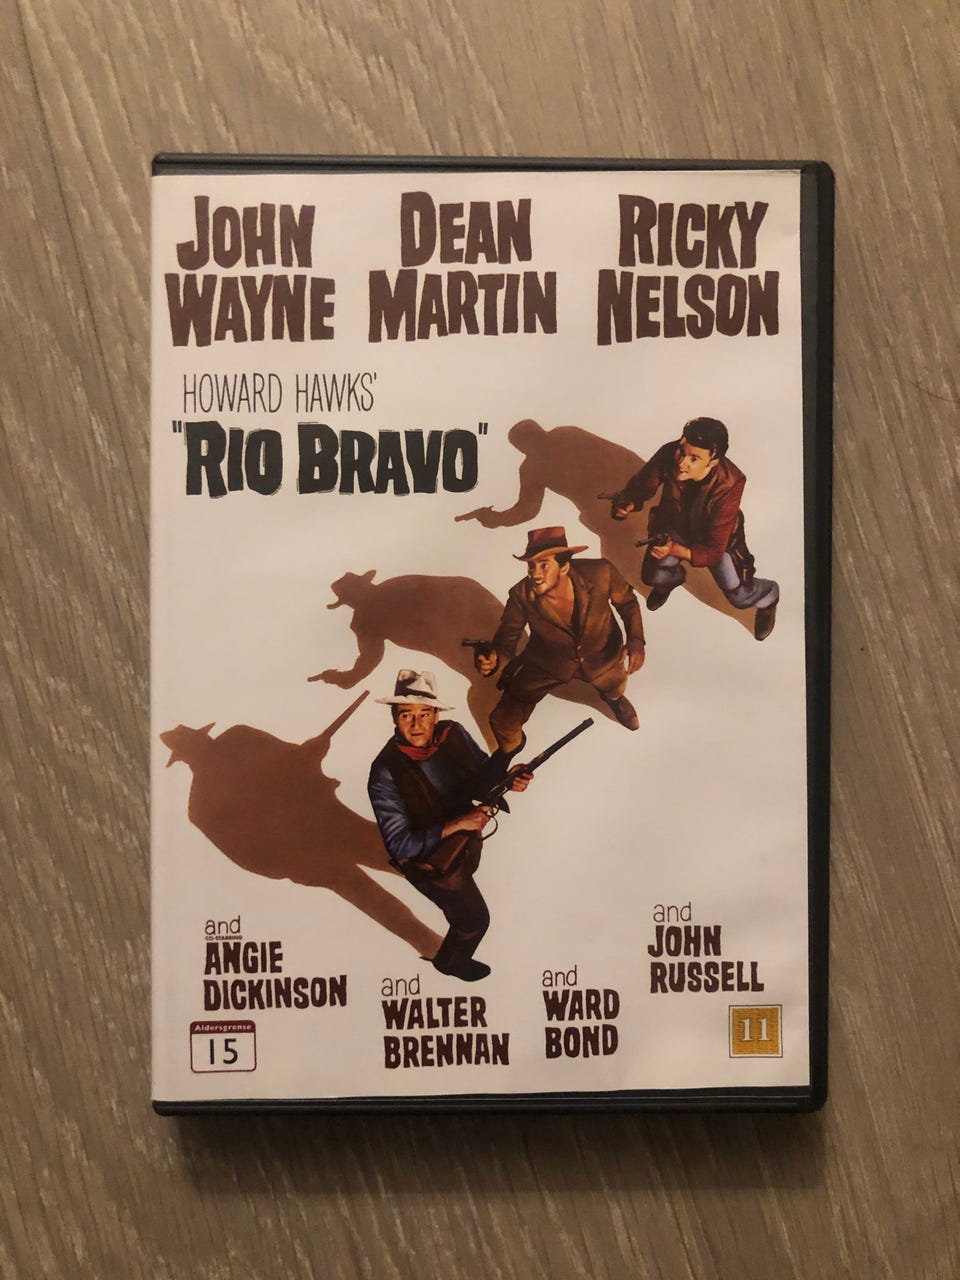 JOHN
WAYNE
DEAN
MARTIN
RICKY
NELSON
HOWARD HAWKS'
"RIO BRAVO"
and
CO-STARRING
ANGIE
DICKINSON
and
WALTER
BRENNAN
and
WARD
BOND
and
JOHN
RUSSELL
Aldersgrense
15
11